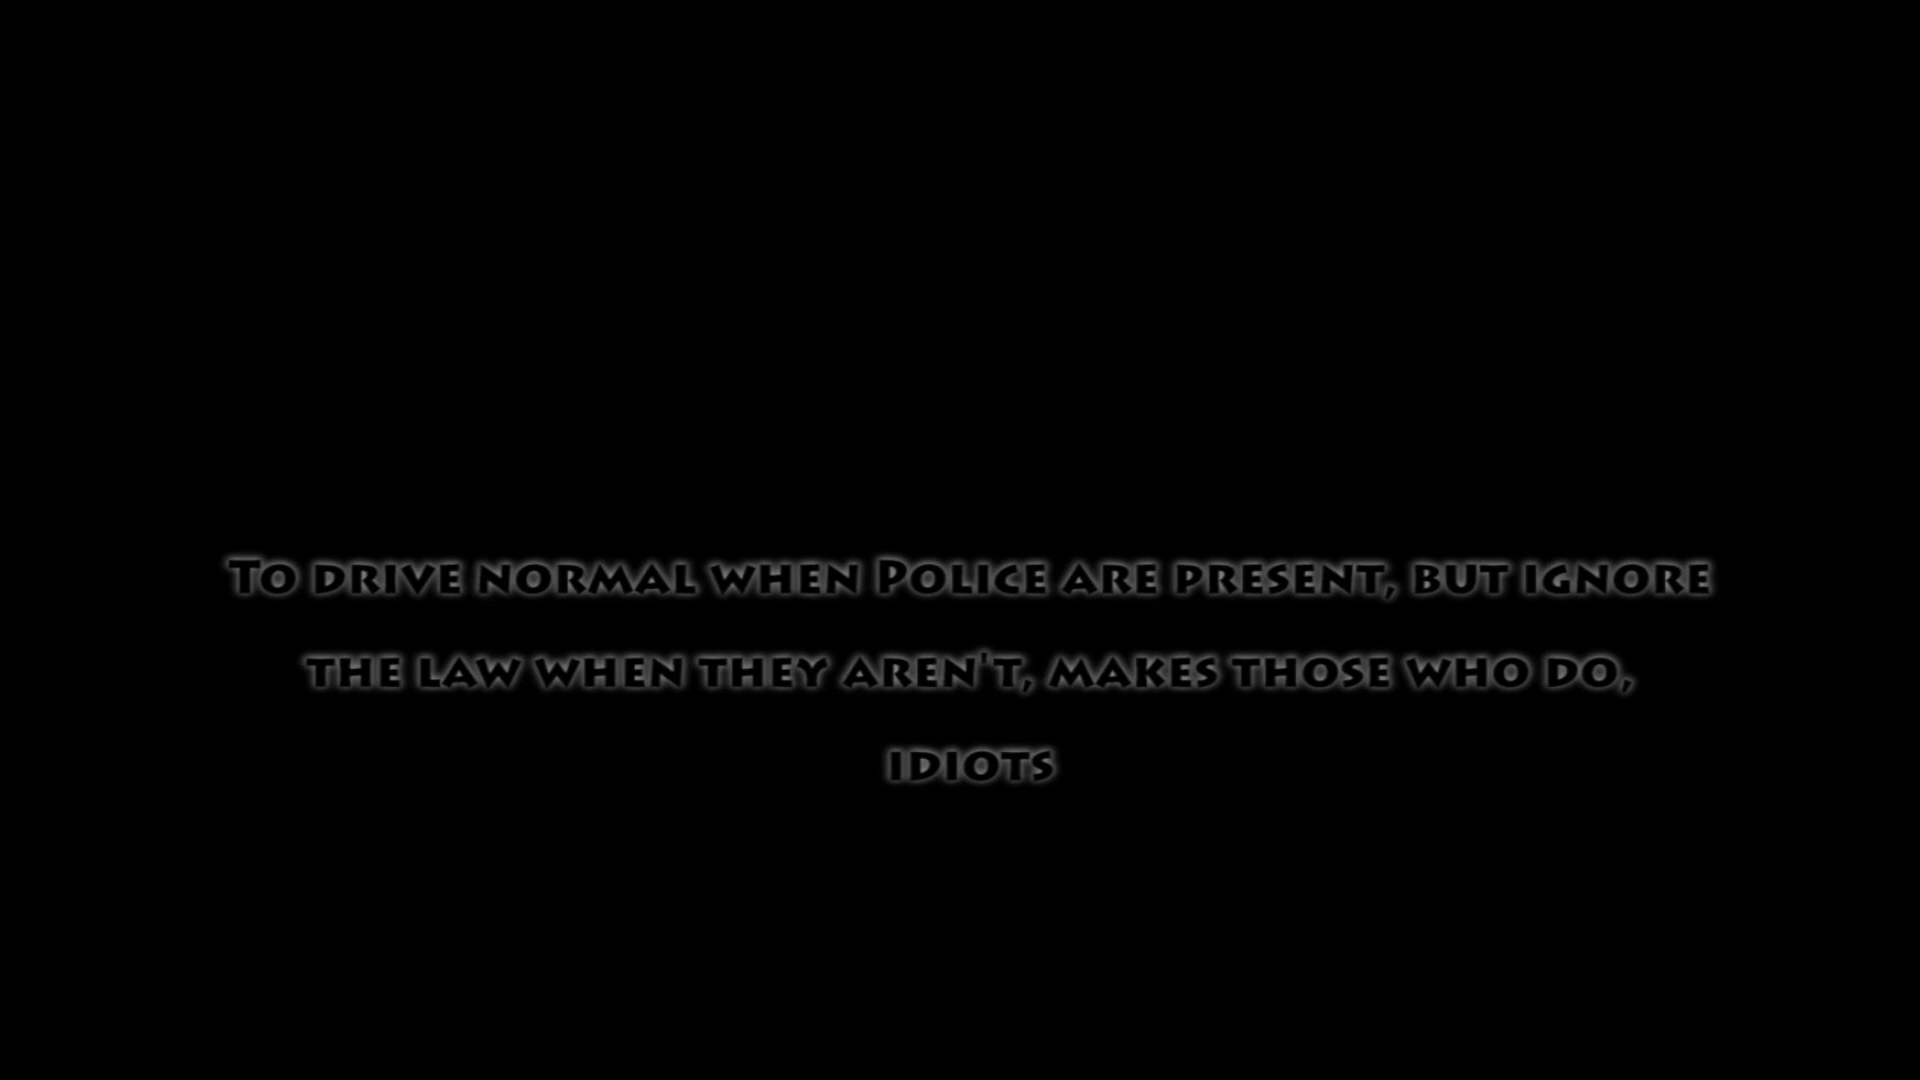 To drive normal when Police are present, but ignore
the law when they aren't, makes those who do,
idiots